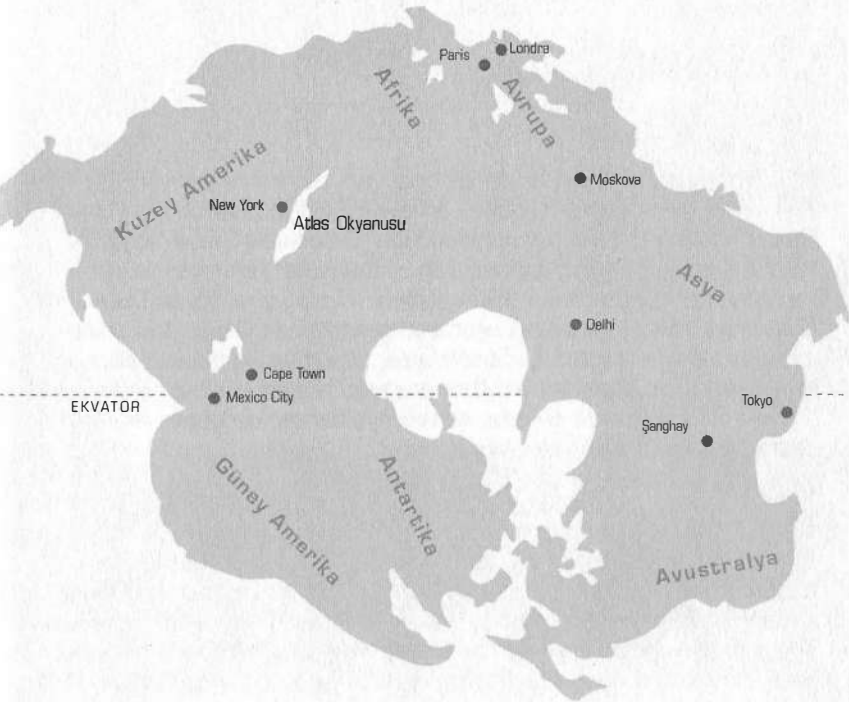 Londra
Paris
Afrika
Avrupa
Kuzey Amerika
Moskova
New York
Atlas Okyanusu
Asya
Delhi
Cape Town
Mexico City
EKVATOR
Tokyo
Şanghay
Güney Amerika
Antartika
Avustralya